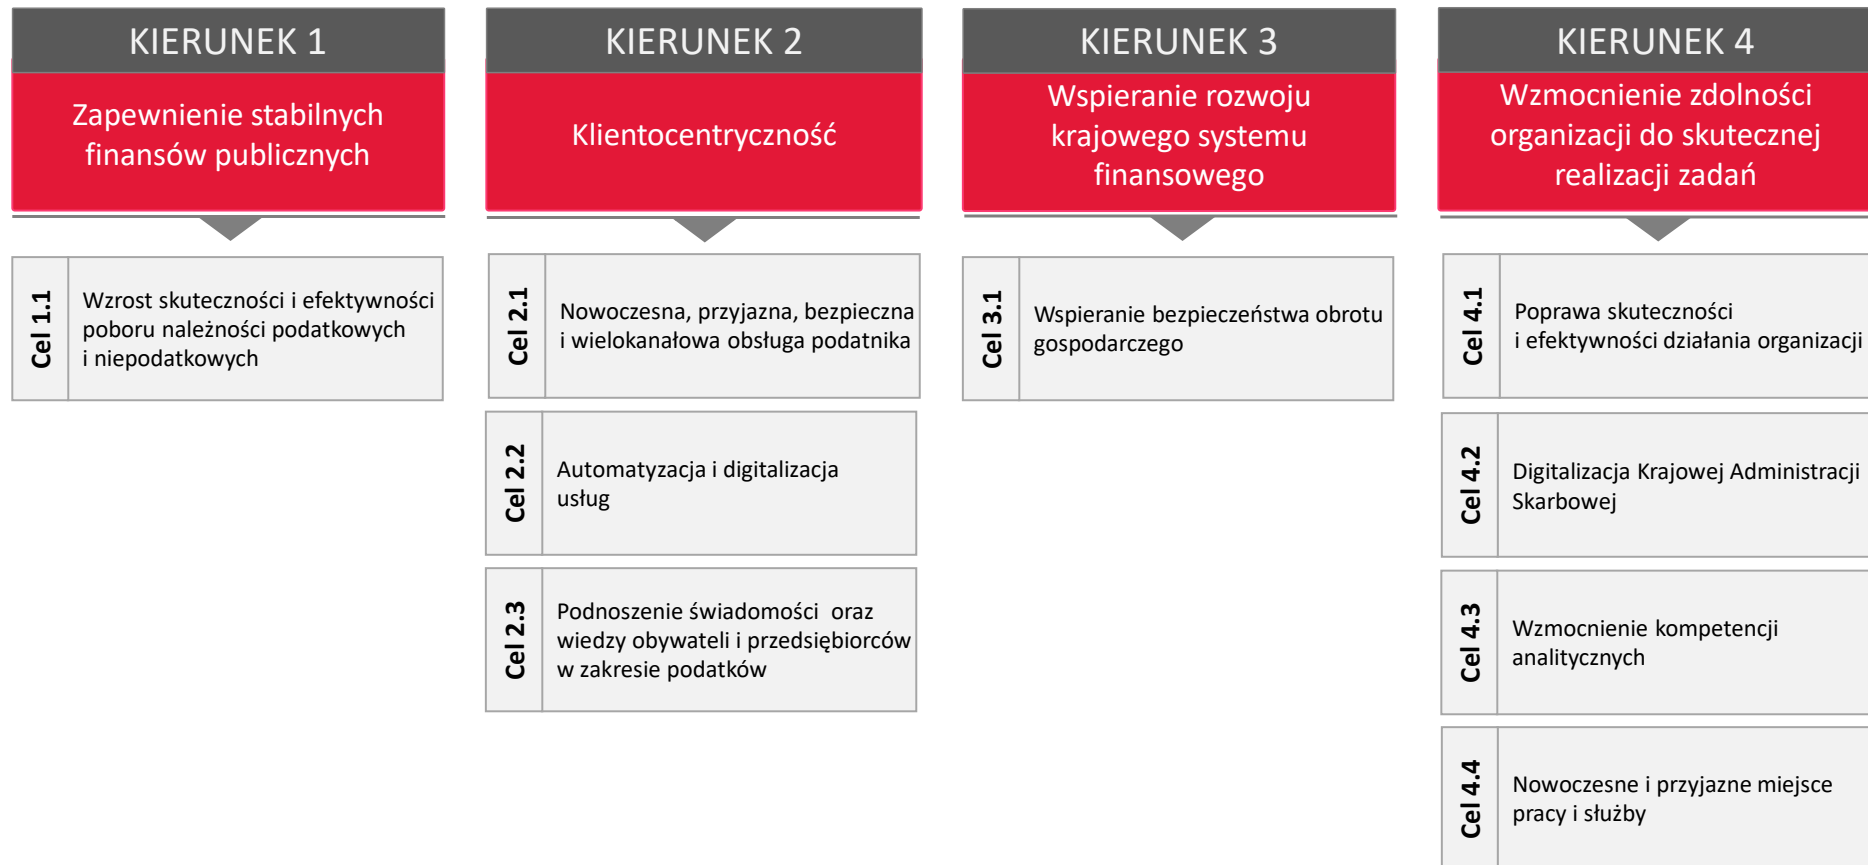 KIERUNEK 1
Zapewnienie stabilnych
finansów publicznych
Cel 1.1
Wzrost skuteczności i efektywności
poboru należności podatkowych
i niepodatkowych
KIERUNEK 2
Klientocentryczność
Cel 2.1
Nowoczesna, przyjazna, bezpieczna
i wielokanałowa obsługa podatnika
Cel 2.2
Automatyzacja i digitalizacja
usług
Cel 2.3
Podnoszenie świadomości oraz
wiedzy obywateli i przedsiębiorców
w zakresie podatków
KIERUNEK 3
Wspieranie rozwoju
krajowego systemu
finansowego
Cel 3.1
Wspieranie bezpieczeństwa obrotu
gospodarczego
KIERUNEK 4
Wzmocnienie zdolności
organizacji do skutecznej
realizacji zadań
Cel 4.1
Poprawa skuteczności
i efektywności działania organizacji
Cel 4.2
Digitalizacja Krajowej Administracji
Skarbowej
Cel 4.3
Wzmocnienie kompetencji
analitycznych
Cel 4.4
Nowoczesne i przyjazne miejsce
pracy i służby